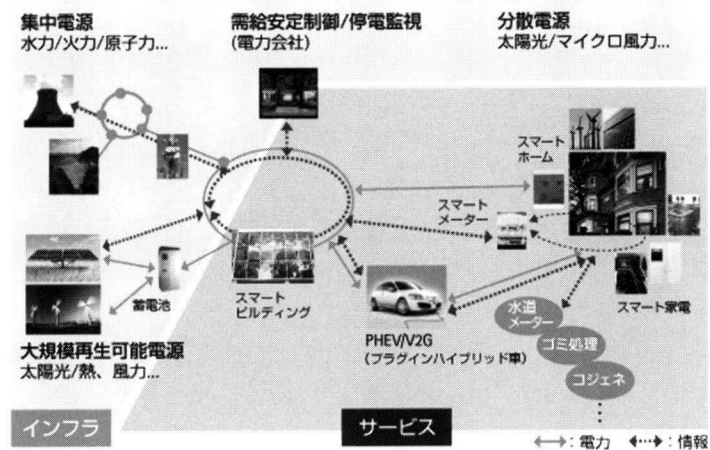 集中電源
水力/火力/原子力...
需給安定制御/停電監視
(電力会社)
分散電源
太陽光/マイクロ風力...
スマート
ホーム
スマート
メーター
蓄電池
スマート
ビルディング
PHEV/V2G
(プラグインハイブリッド車)
スマート家電
水道
メーター
ゴミ処理
コジェネ
大規模再生可能電源
太陽光/熱、風力...
インフラ
サービス
:電力
:情報